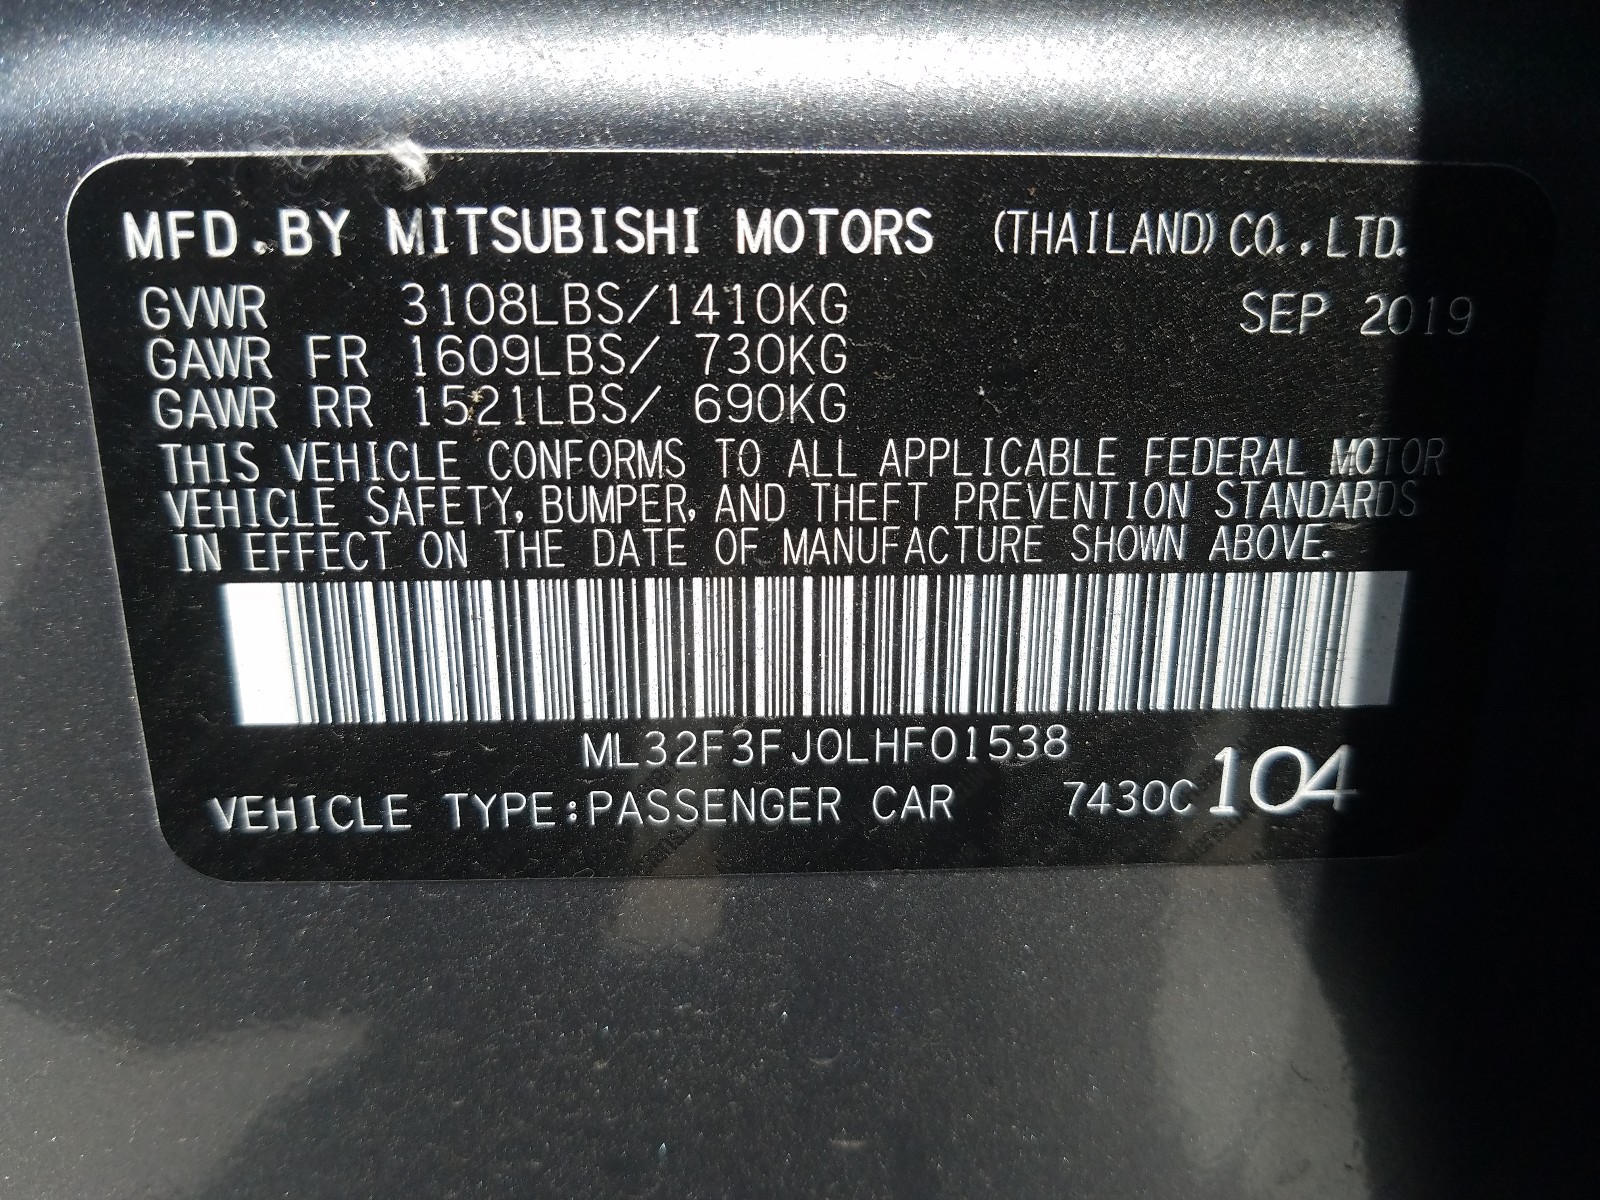 MFD.BY MITSUBISHI MOTORS (THAILAND) CO.,LTD.
GVWR 3108LBS/1410KG SEP 2019
GAWR FR 1609LBS/ 730KG
GAWR RR 1521LBS/ 690KG
THIS VEHICLE CONFORMS TO ALL APPLICABLE FEDERAL MOTOR
VEHICLE SAFETY, BUMPER, AND THEFT PREVENTION STANDARDS
IN EFFECT ON THE DATE OF MANUFACTURE SHOWN ABOVE.
ML32F3FJ0LHF01538
VEHICLE TYPE:PASSENGER CAR 7430C 104